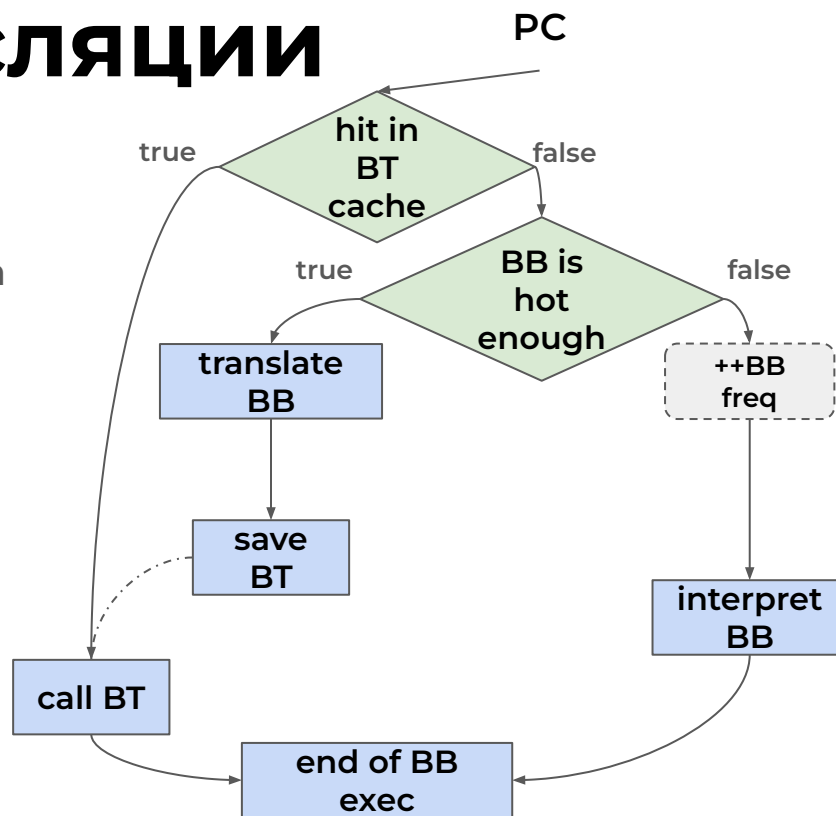 сляции
PC
hit in
BT
cache
true
false
BB is
hot
enough
true
false
translate
BB
++BB
freq
save
BT
interpret
BB
call BT
end of BB
exec